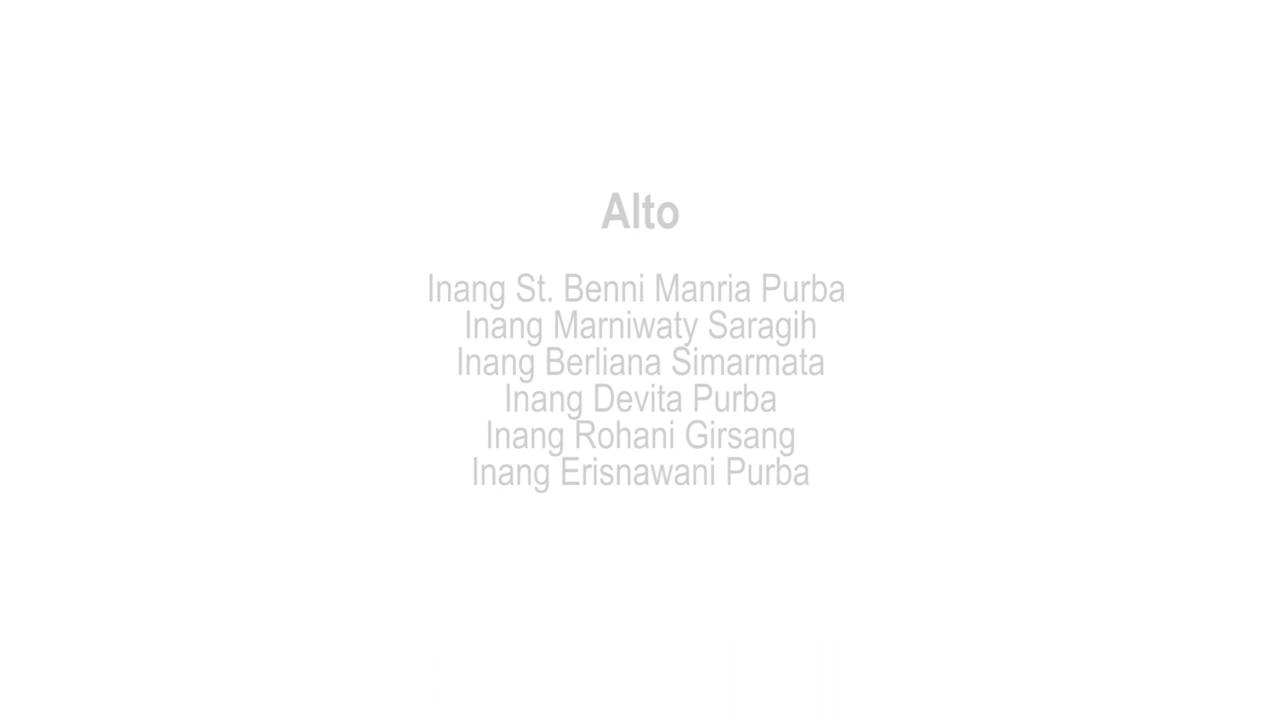 Alto
Inang St. Benni Manria Purba
Inang Marniwaty Saragih
Inang Berliana Simarmata
Inang Devita Purba
Inang Rohani Girsang
Inang Erisnawani Purba